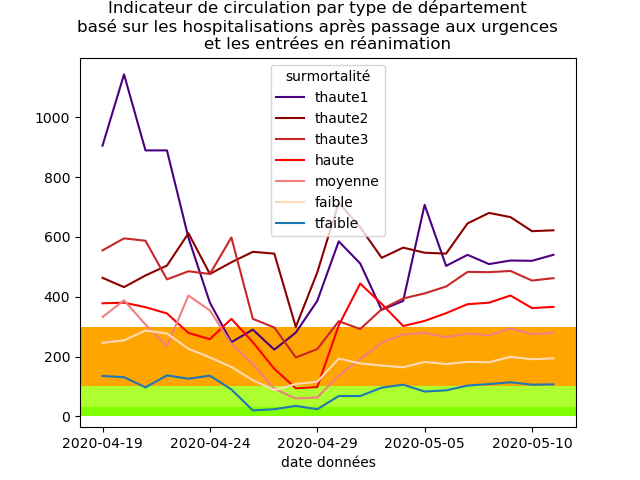 Indicateur de circulation par type de département
basé sur les hospitalisations après passage aux urgences
et les entrées en réanimation
surmortalité
thaute1
thaute2
thaute3
haute
moyenne
faible
tfaible
1000
800
600
400
200
0
2020-04-19
2020-04-24
2020-04-29
2020-05-05
2020-05-10
date données